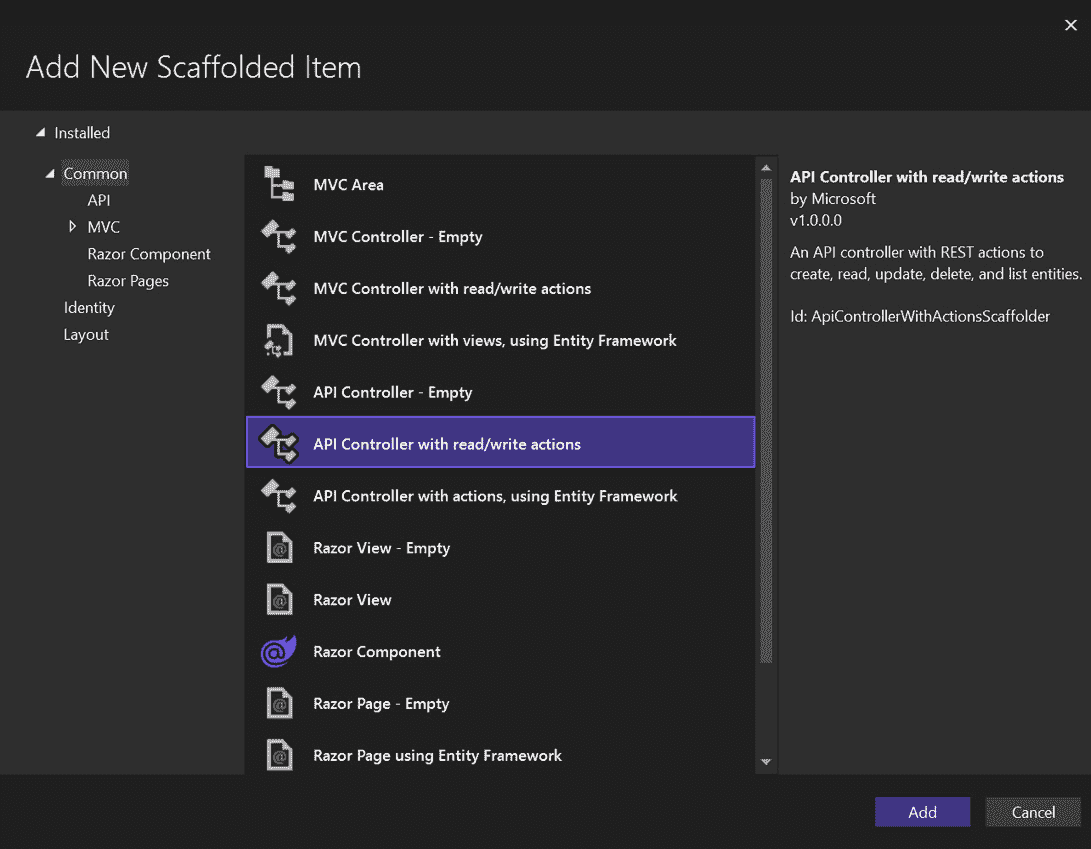 Add New Scaffolded Item
Installed
Common
API
MVC
Razor Component
Razor Pages
Identity
Layout
MVC Area
MVC Controller - Empty
MVC Controller with read/write actions
MVC Controller with views, using Entity Framework
API Controller - Empty
API Controller with read/write actions
API Controller with actions, using Entity Framework
Razor View - Empty
Razor View
Razor Component
Razor Page - Empty
Razor Page using Entity Framework
API Controller with read/write actions
by Microsoft
v1.0.0.0
An API controller with REST actions to
create, read, update, delete, and list entities.
Id: ApiControllerWithActionsScaffolder
Add
Cancel